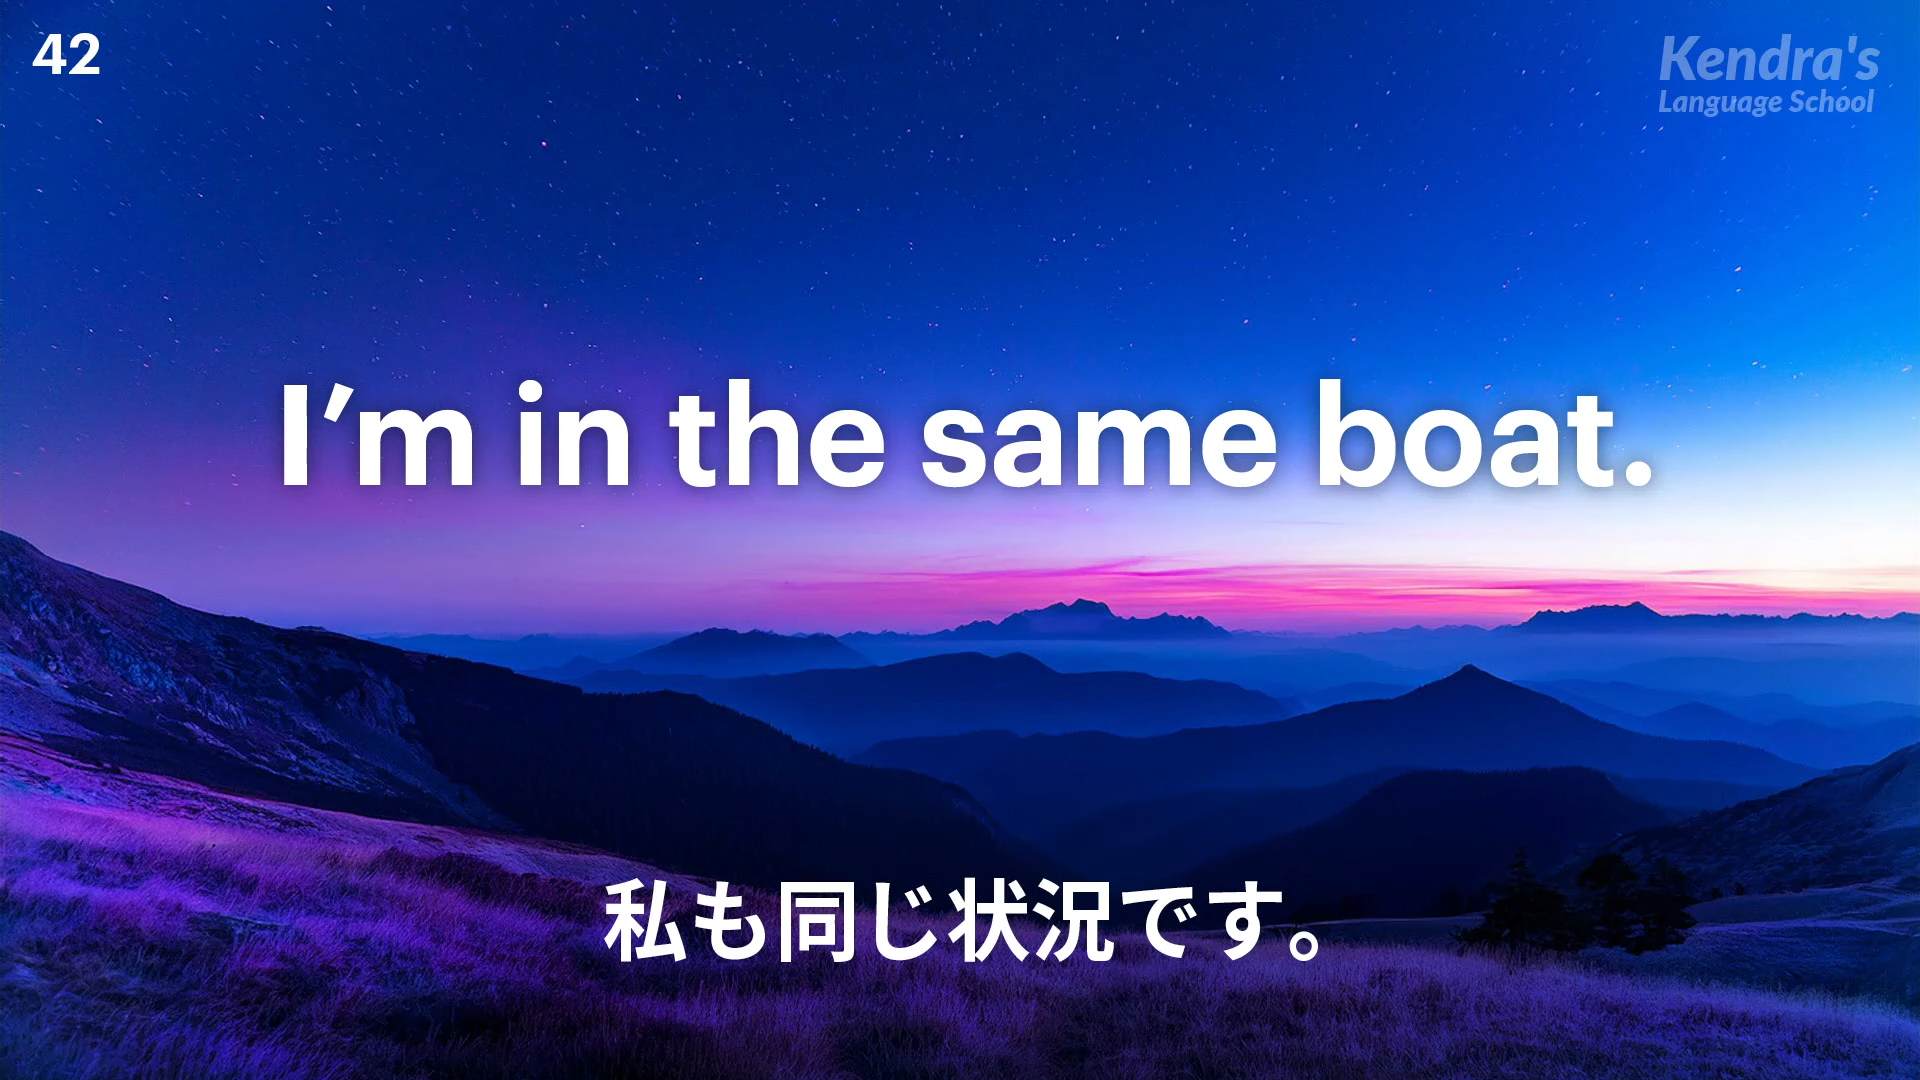 42
Kendra's
Language School
I’m in the same boat.
私も同じ状況です。